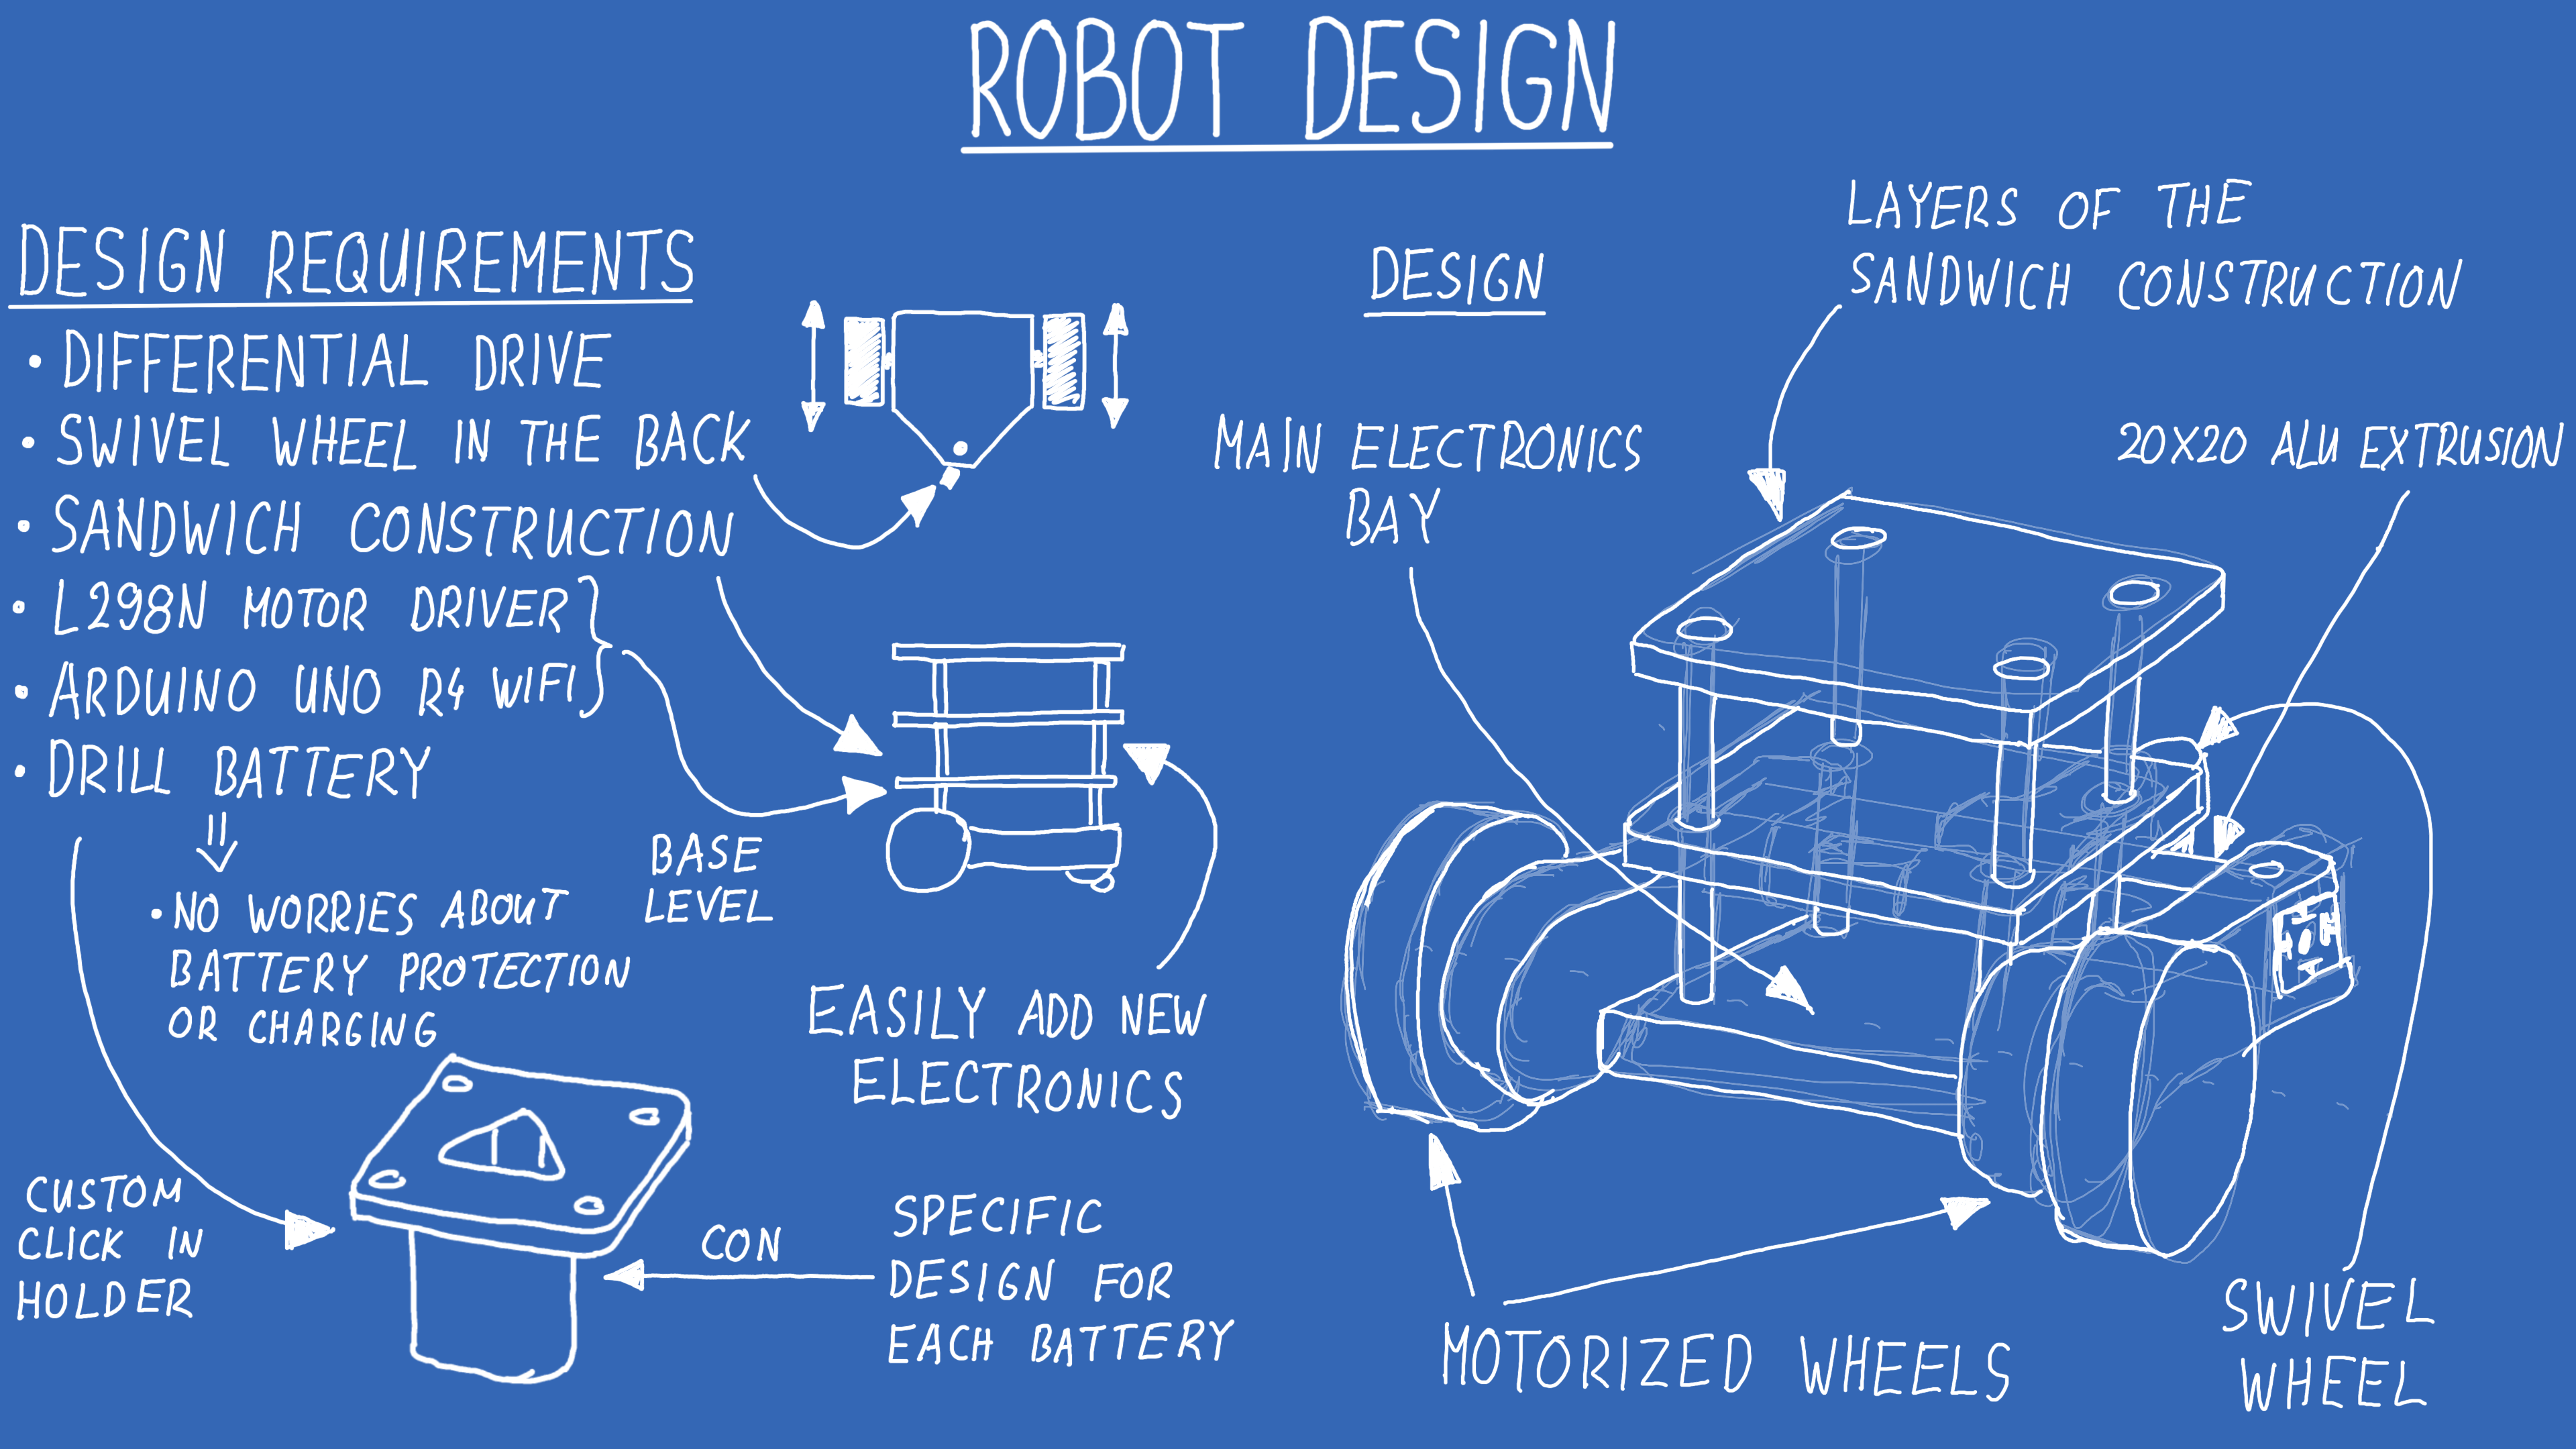 ROBOT DESIGN
DESIGN REQUIREMENTS
• DIFFERENTIAL DRIVE
• SWIVEL WHEEL IN THE BACK
• SANDWICH CONSTRUCTION
• L298N MOTOR DRIVER
• ARDUINO UNO R4 WIFI
• DRILL BATTERY
• NO WORRIES ABOUT
BATTERY PROTECTION
OR CHARGING
CUSTOM
CLICK IN
HOLDER
BASE
LEVEL
EASILY ADD NEW
ELECTRONICS
CON
SPECIFIC
DESIGN FOR
EACH BATTERY
DESIGN
LAYERS OF THE
SANDWICH CONSTRUCTION
MAIN ELECTRONICS
BAY
20X20 ALU EXTRUSION
MOTORIZED WHEELS
SWIVEL
WHEEL